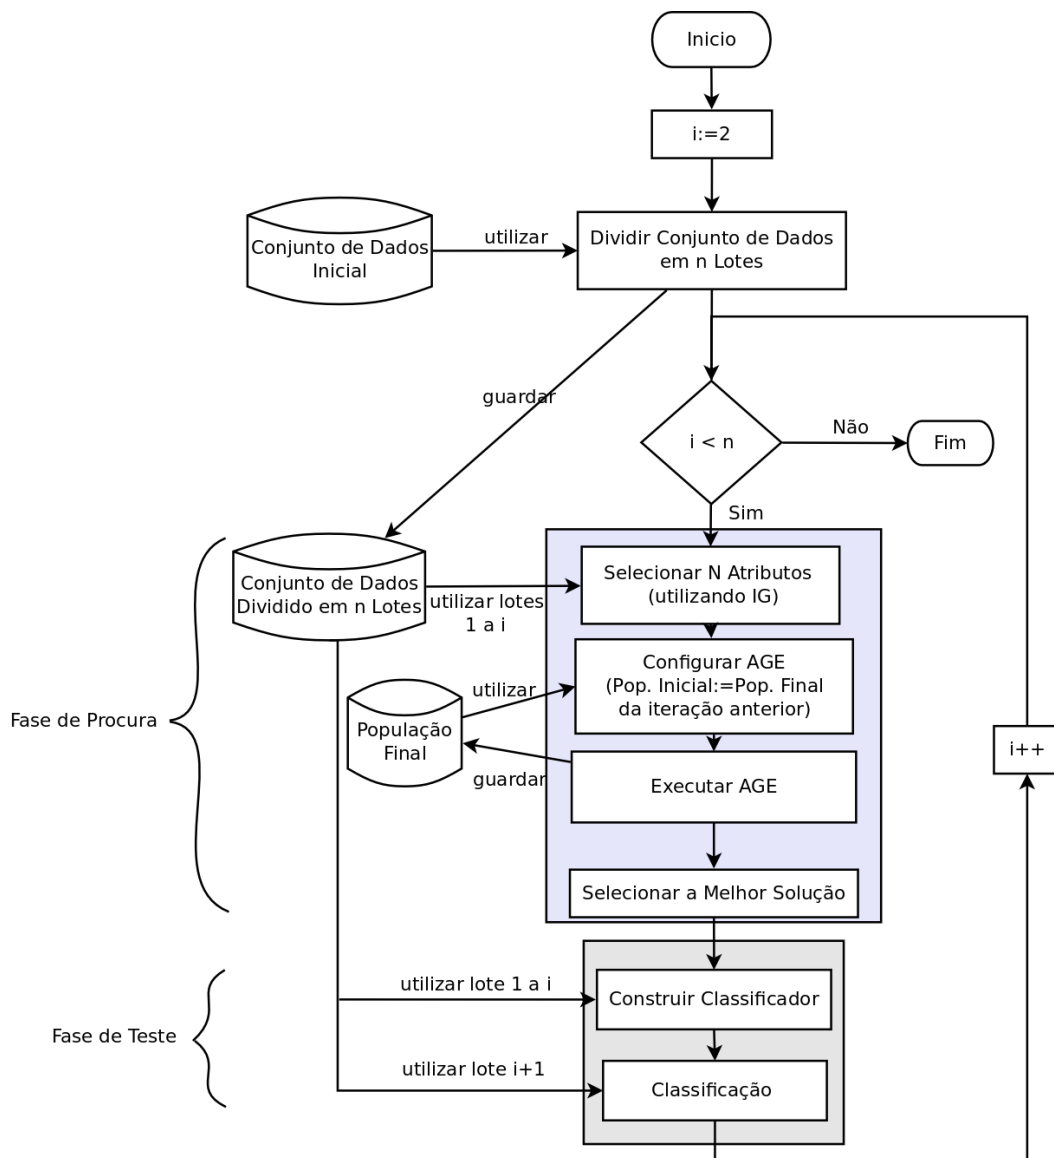 Inicio
i:=2
Conjunto de Dados
Inicial
utilizar
Dividir Conjunto de Dados
em n Lotes
guardar
i < n
Não
Fim
Sim
Conjunto de Dados
Dividido em n Lotes
utilizar lotes
1 a i
Selecionar N Atributos
(utilizando IG)
Configurar AGE
(Pop. Inicial:=Pop. Final
da iteração anterior)
utilizar
População
Final
guardar
Executar AGE
Fase de Procura
i++
Selecionar a Melhor Solução
utilizar lote 1 a i
Construir Classificador
Fase de Teste
utilizar lote i+1
Classificação